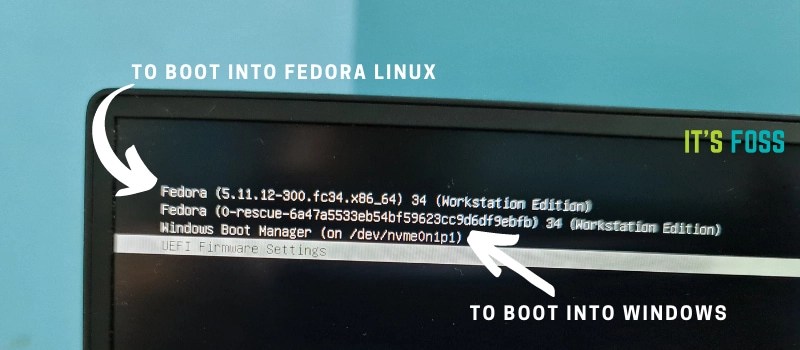 TO BOOT INTO FEDORA LINUX
IT'S FOSS
Fedora (5.11.12-300.fc34.x86_64) 34 (Workstation Edition)
Fedora (0-rescue-6a47a5533eb54bf59623cc9d6df9ebfb) 34 (Workstation Edition)
Windows Boot Manager (on /dev/nvme0n1p1)
UEFI Firmware Settings
TO BOOT INTO WINDOWS